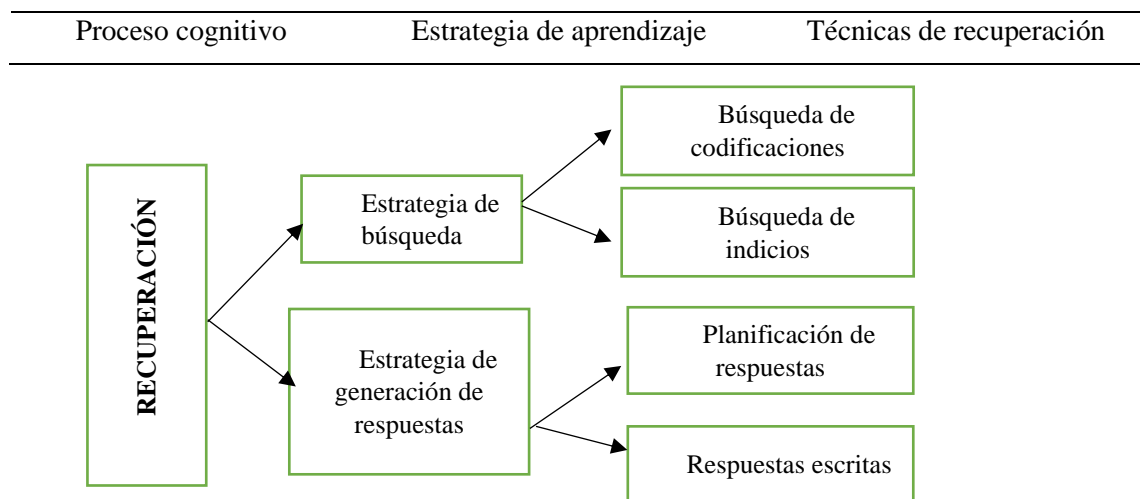 Proceso cognitivo Estrategia de aprendizaje Técnicas de recuperación
Búsqueda de
codificaciones
RECUPERACIÓN
Estrategia de
búsqueda
Búsqueda de
indicios
Estrategia de
generación de
respuestas
Planificación de
respuestas
Respuestas escritas